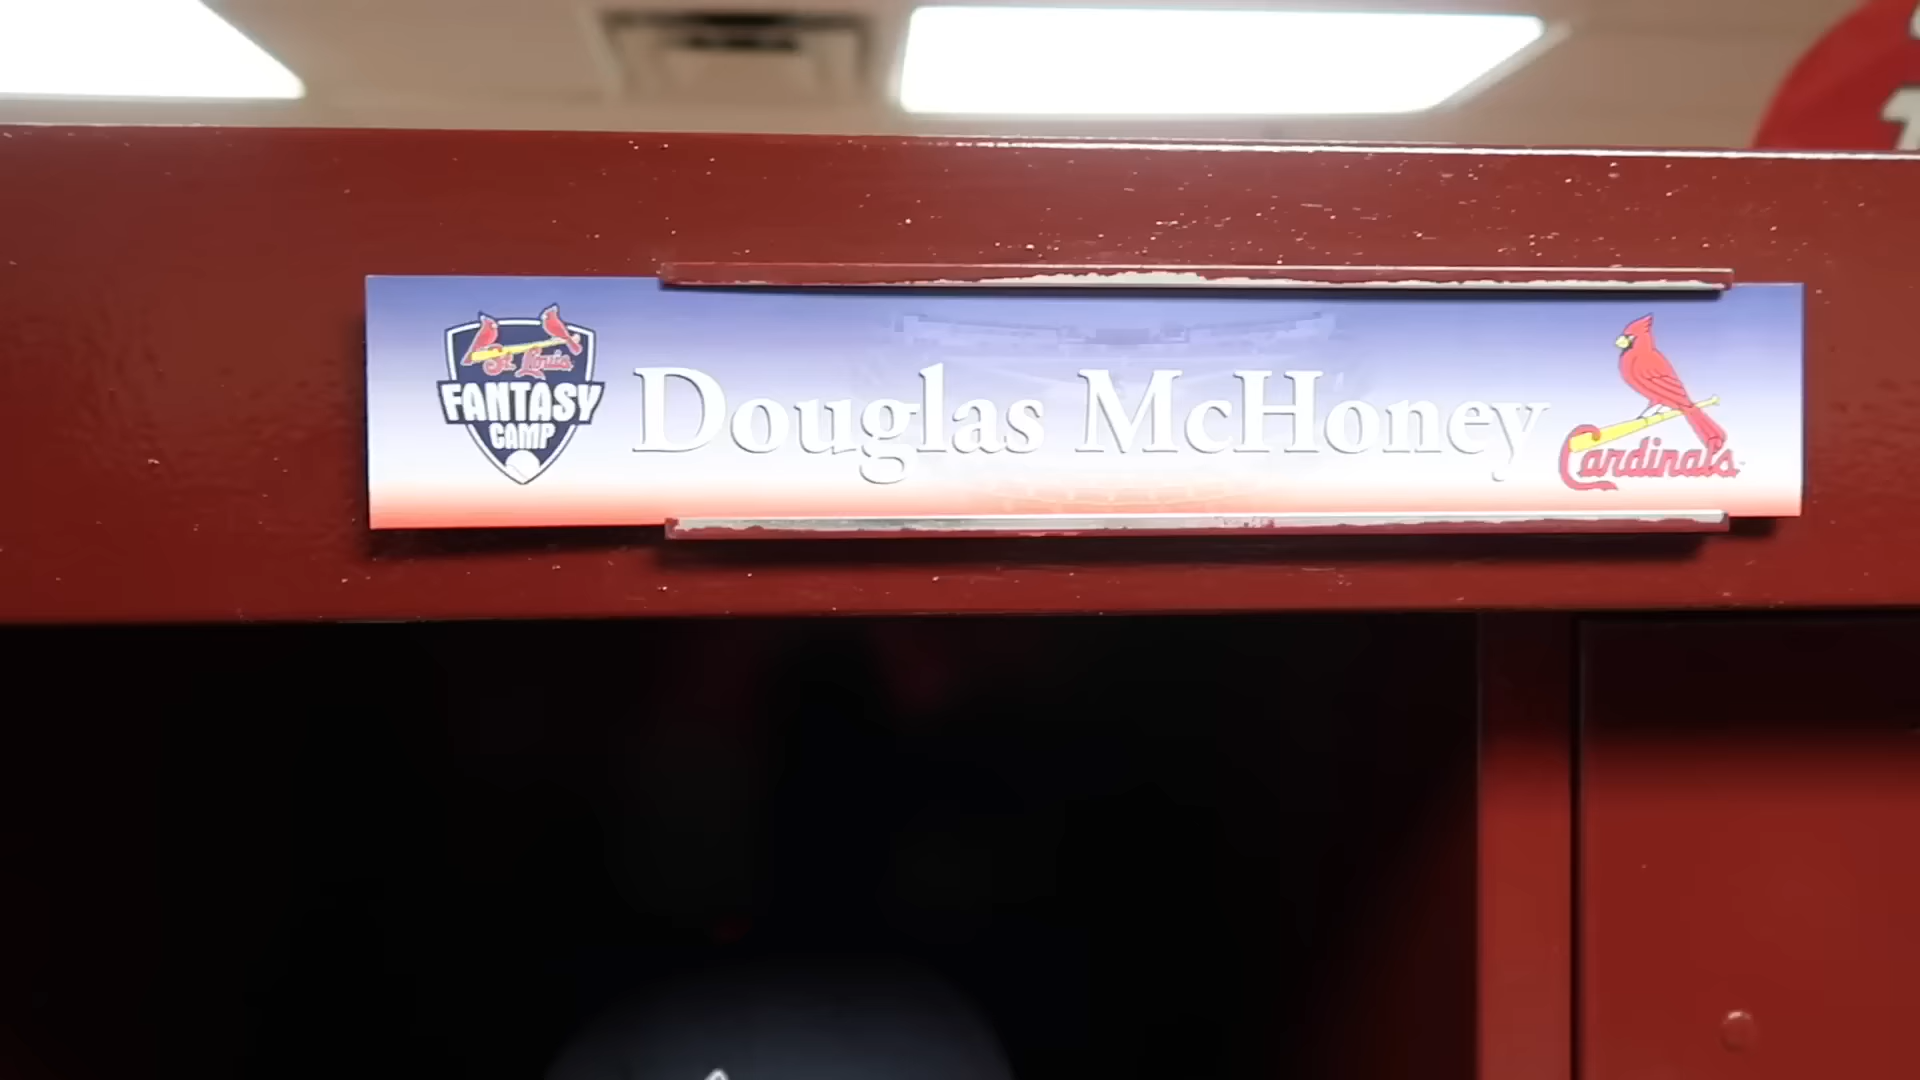 St. Louis
FANTASY
CAMP
Douglas McHoney
Cardinals